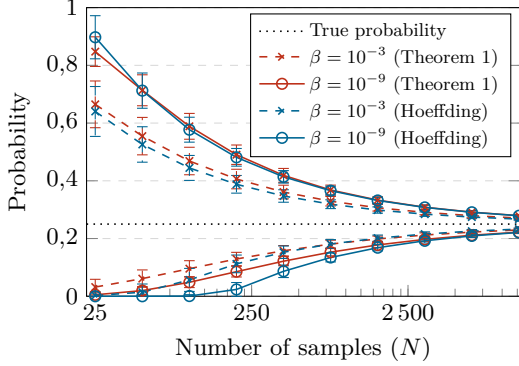 1
0.8
0.6
0.4
0.2
0
Probability
25
250
2 500
Number of samples (N)
True probability
β = 10⁻³ (Theorem 1)
β = 10⁻⁹ (Theorem 1)
β = 10⁻³ (Hoeffding)
β = 10⁻⁹ (Hoeffding)